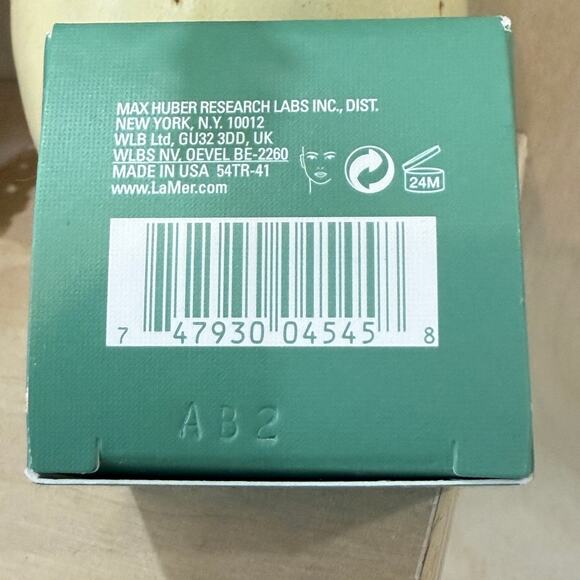 MAX HUBER RESEARCH LABS INC., DIST.
NEW YORK, N.Y. 10012
WLB Ltd, GU32 3DD, UK
WLBS NV, OEVEL BE-2260
MADE IN USA 54TR-41
www.LaMer.com
24M
7 47930 04545 8
AB2